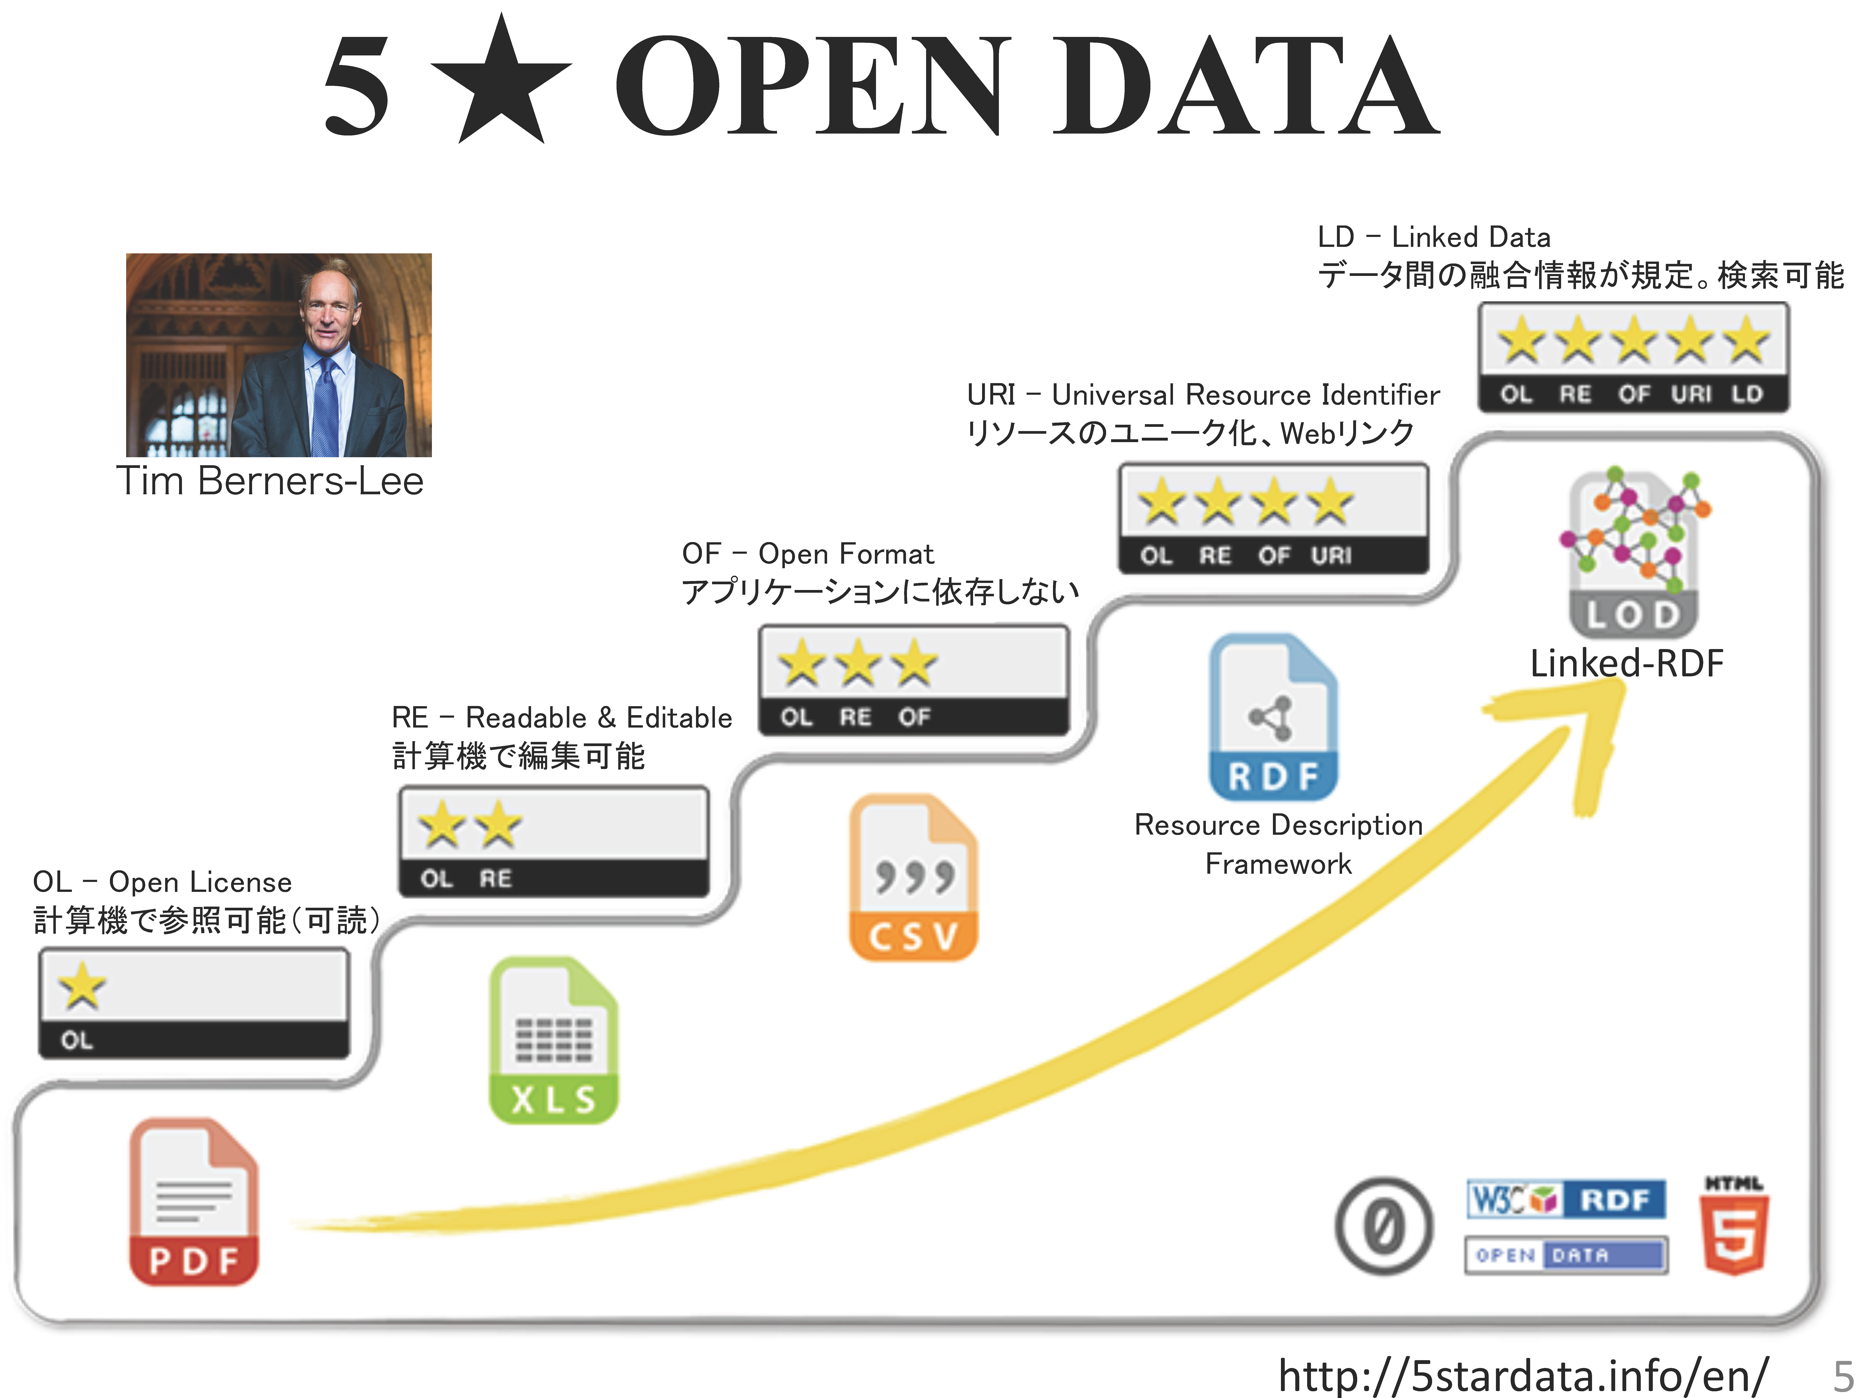 5 ★ OPEN DATA
Tim Berners-Lee
LD - Linked Data
データ間の融合情報が規定。検索可能
OL RE OF URI LD
LOD
Linked-RDF
URI - Universal Resource Identifier
リソースのユニーク化、Webリンク
OL RE OF URI
RDF
Resource Description
Framework
OF - Open Format
アプリケーションに依存しない
OL RE OF
,,,
CSV
RE - Readable & Editable
計算機で編集可能
OL RE
XLS
OL - Open License
計算機で参照可能(可読)
OL
PDF
0
W3C RDF
OPEN DATA
HTML
5
http://5stardata.info/en/
5